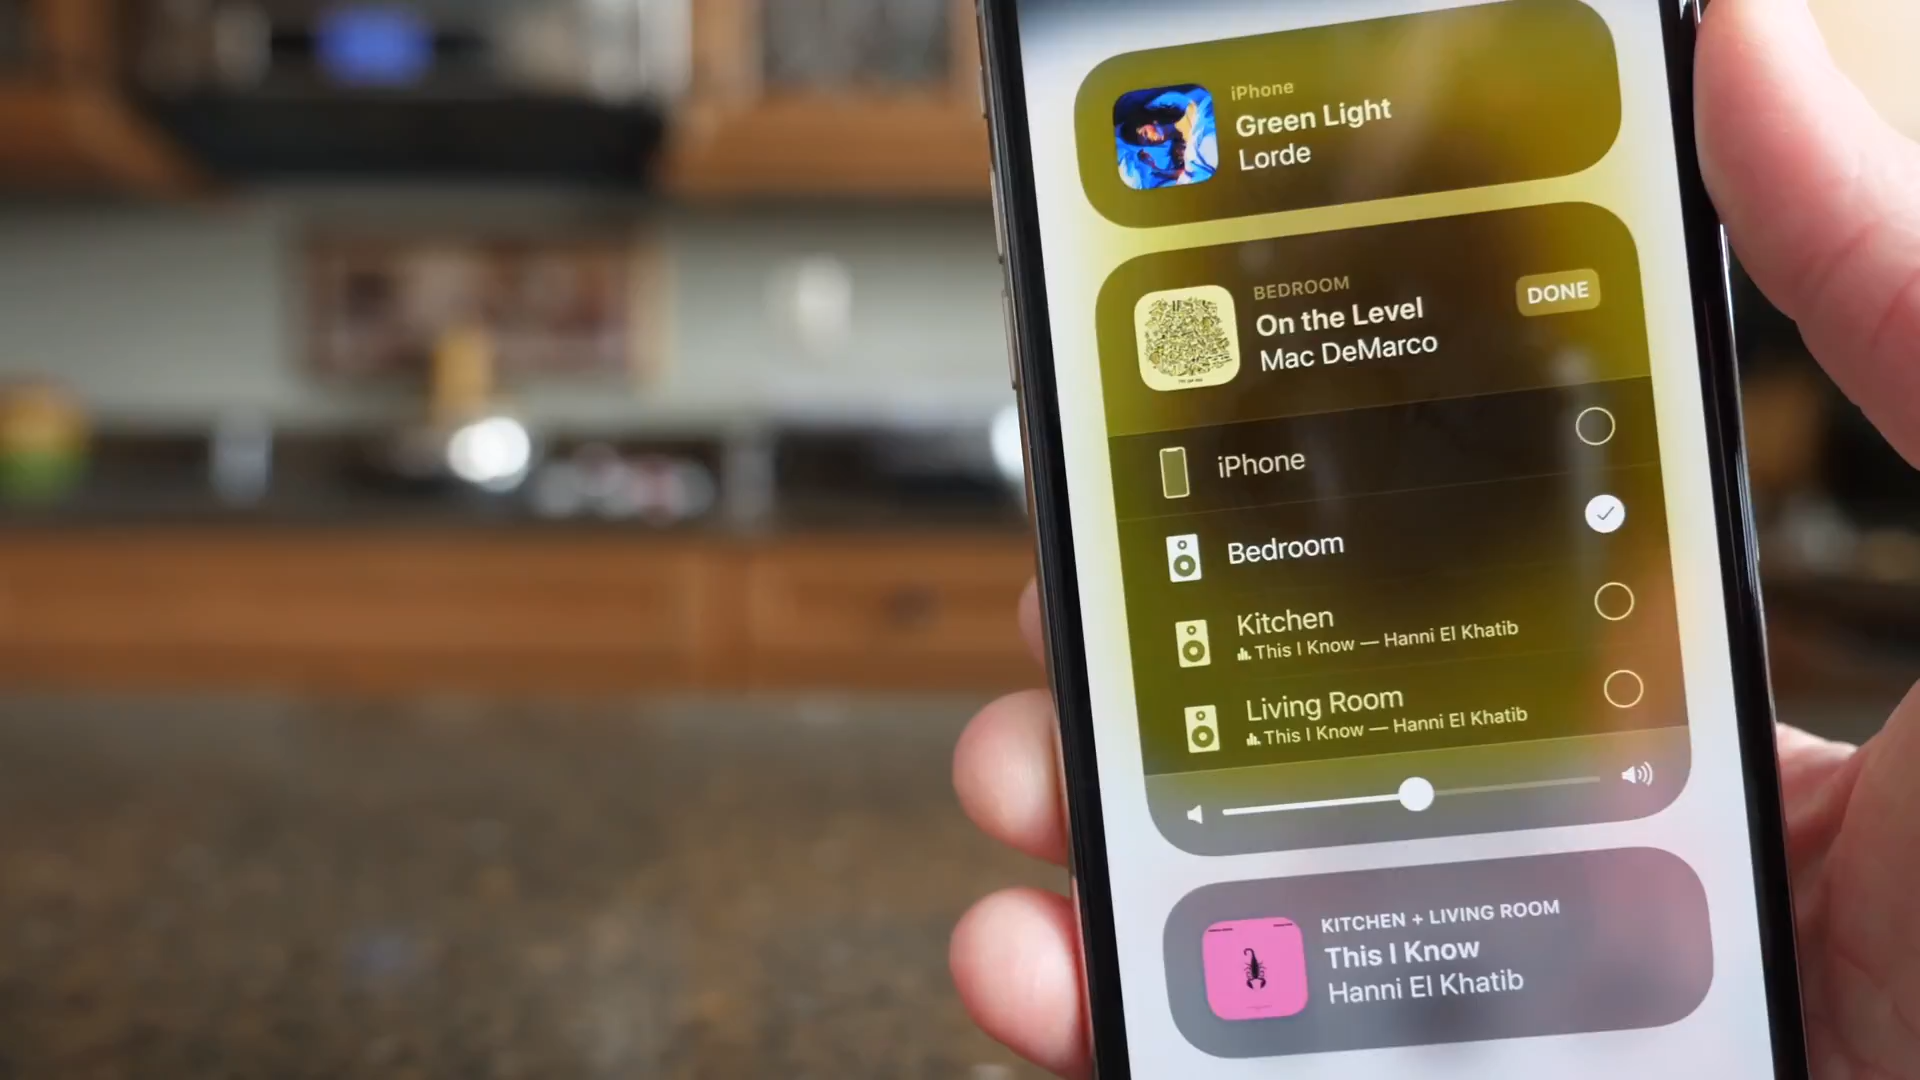 iPhone
Green Light
Lorde
BEDROOM
On the Level
Mac DeMarco
DONE
iPhone
Bedroom
Kitchen
This I Know — Hanni El Khatib
Living Room
This I Know — Hanni El Khatib
KITCHEN + LIVING ROOM
This I Know
Hanni El Khatib